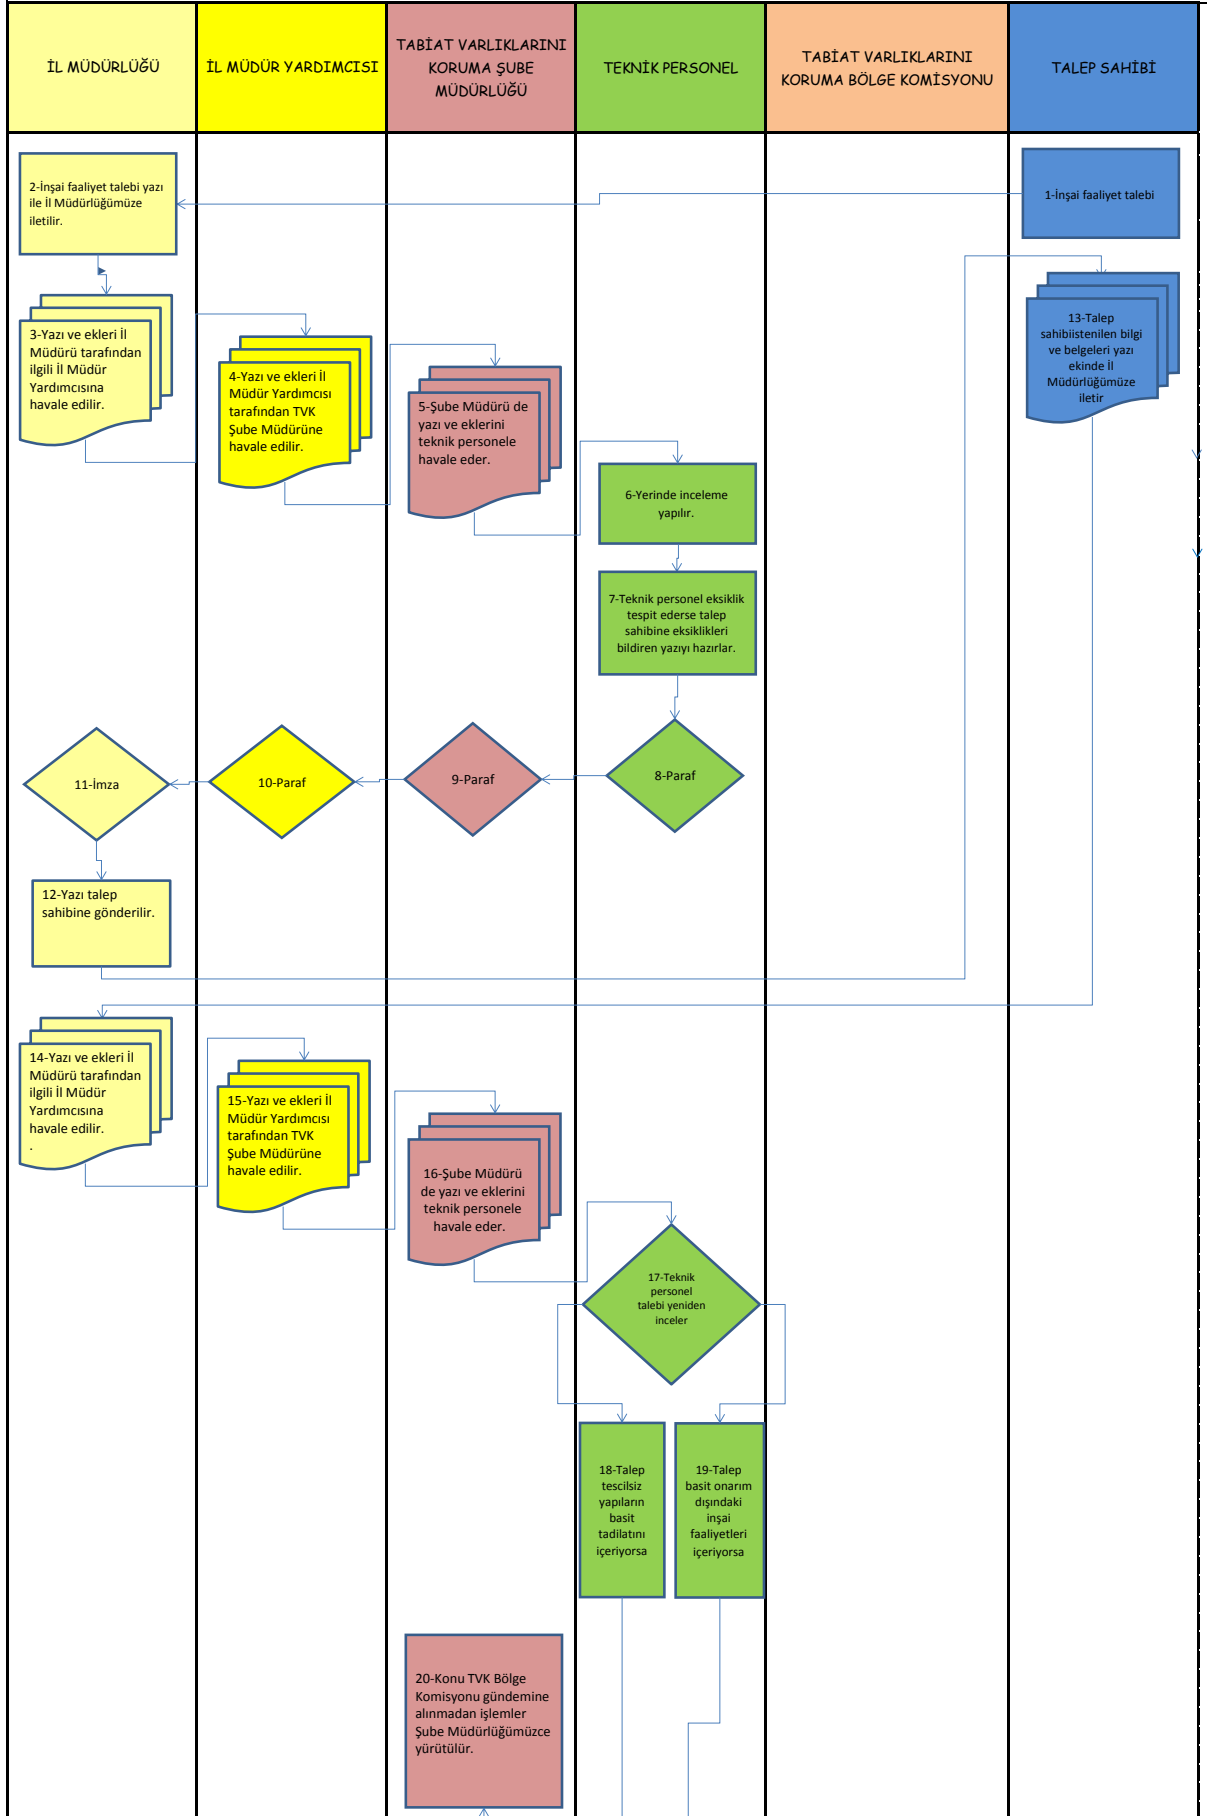 İL MÜDÜRLÜĞÜ
İL MÜDÜR YARDIMCISI
TABİAT VARLIKLARINI
KORUMA ŞUBE
MÜDÜRLÜĞÜ
TEKNİK PERSONEL
TABİAT VARLIKLARINI
KORUMA BÖLGE KOMİSYONU
TALEP SAHİBİ
1-İnşai faaliyet talebi
2-İnşai faaliyet talebi yazı
ile İl Müdürlüğümüze
iletilir.
3-Yazı ve ekleri İl
Müdürü tarafından
ilgili İl Müdür
Yardımcısına
havale edilir.
4-Yazı ve ekleri İl
Müdür Yardımcısı
tarafından TVK
Şube Müdürüne
havale edilir.
5-Şube Müdürü de
yazı ve eklerini
teknik personele
havale eder.
6-Yerinde inceleme
yapılır.
7-Teknik personel eksiklik
tespit ederse talep
sahibine eksiklikleri
bildiren yazıyı hazırlar.
8-Paraf
9-Paraf
10-Paraf
11-İmza
12-Yazı talep
sahibine gönderilir.
13-Talep
sahibiistenilen bilgi
ve belgeleri yazı
ekinde İl
Müdürlüğümüze
iletir
14-Yazı ve ekleri İl
Müdürü tarafından
ilgili İl Müdür
Yardımcısına
havale edilir.
.
15-Yazı ve ekleri İl
Müdür Yardımcısı
tarafından TVK
Şube Müdürüne
havale edilir.
16-Şube Müdürü
de yazı ve eklerini
teknik personele
havale eder.
17-Teknik
personel
talebi yeniden
inceler
18-Talep
tescilsiz
yapıların
basit
tadilatını
içeriyorsa
19-Talep
basit onarım
dışındaki
inşai
faaliyetleri
içeriyorsa
20-Konu TVK Bölge
Komisyonu gündemine
alınmadan işlemler
Şube Müdürlüğümüzce
yürütülür.